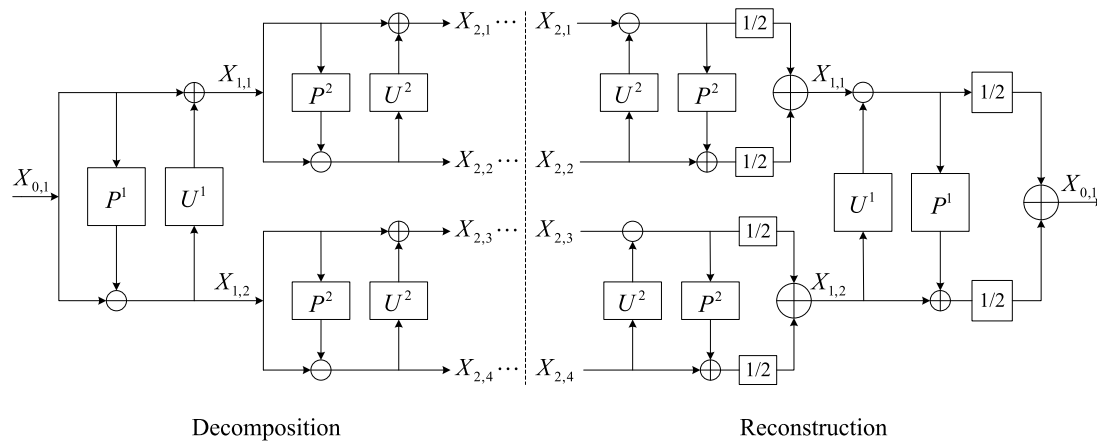 X₂,₁ ··· X₂,₁ 1/2
P² U² U² P²
X₁,₁ X₁,₁ 1/2
X₂,₂ ··· X₂,₂ 1/2
X₀,₁ P¹ U¹ U¹ P¹ X₀,₁
X₂,₃ ··· X₂,₃ 1/2
X₁,₂ P² U² U² P² X₁,₂ 1/2
X₂,₄ ··· X₂,₄ 1/2
Decomposition Reconstruction